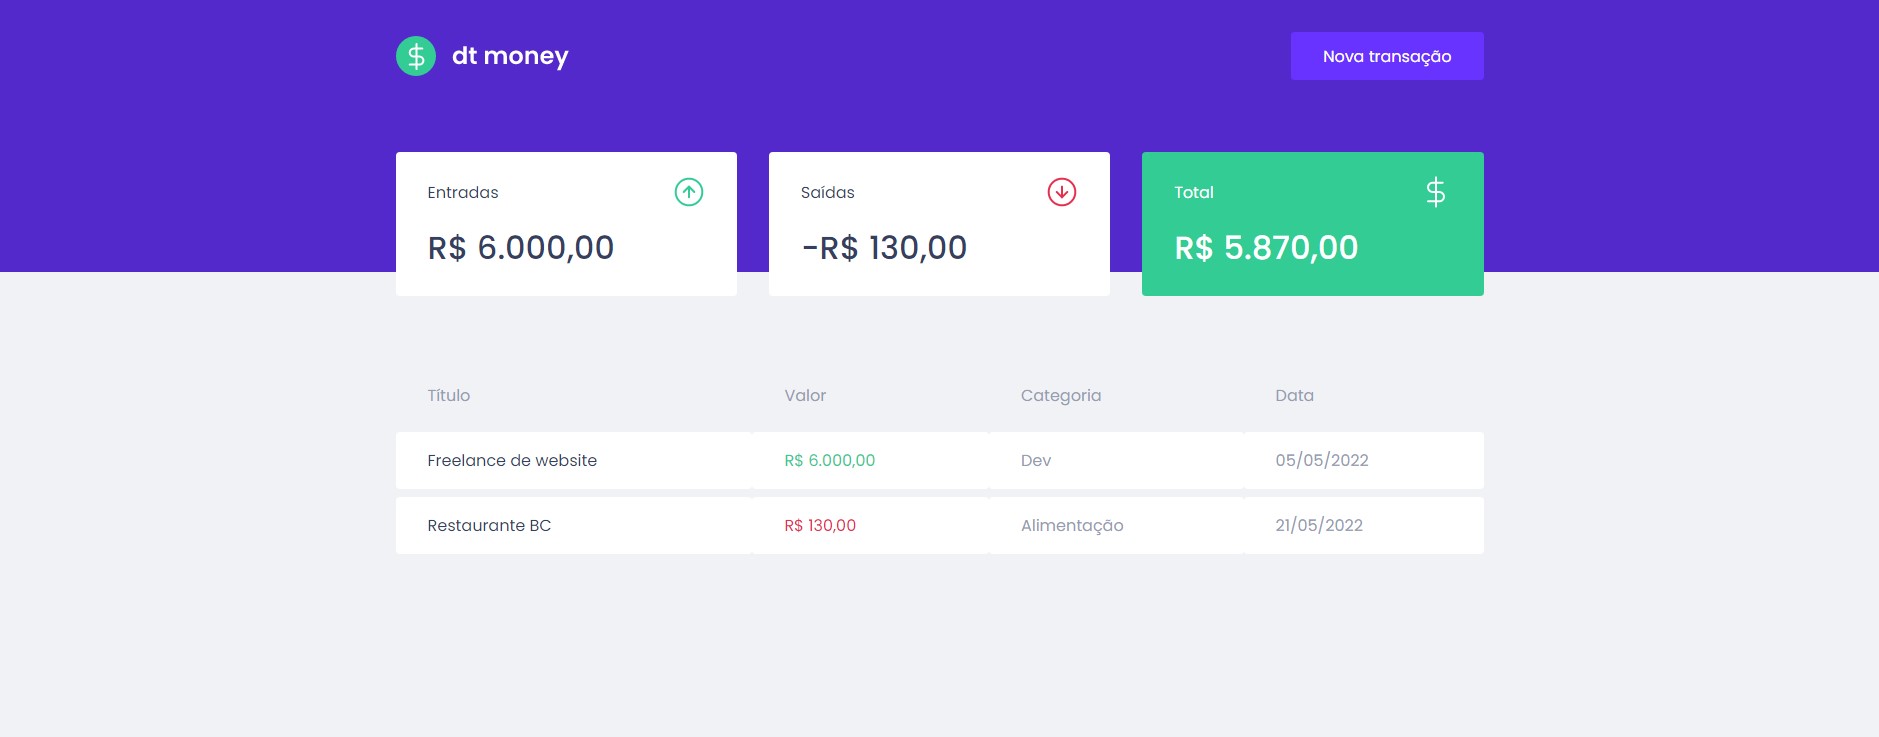 dt money
Nova transação
Entradas
R$ 6.000,00
Saídas
-R$ 130,00
Total
R$ 5.870,00
Título Valor Categoria Data
Freelance de website R$ 6.000,00 Dev 05/05/2022
Restaurante BC R$ 130,00 Alimentação 21/05/2022